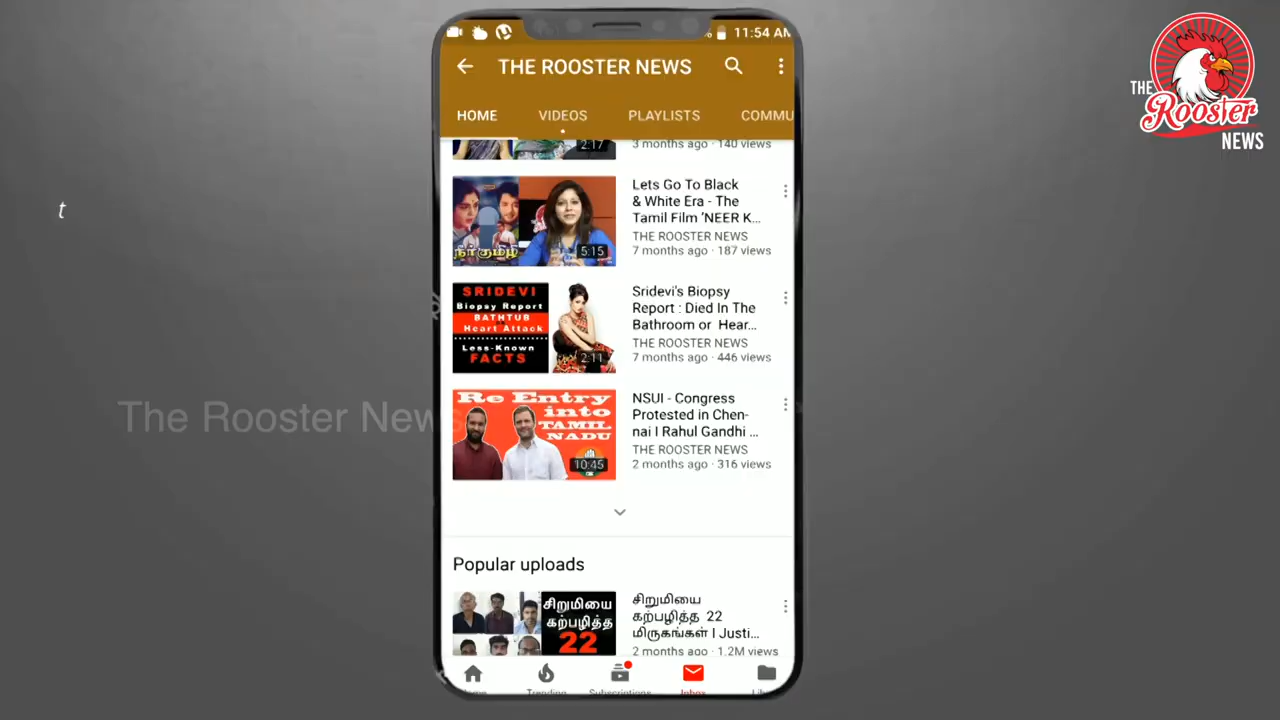 11:54 AM
THE ROOSTER NEWS
HOME VIDEOS PLAYLISTS COMMU
2:17
3 months ago · 140 views
நீர்குமிழி
5:15
Lets Go To Black
& White Era - The
Tamil Film 'NEER K...
THE ROOSTER NEWS
7 months ago · 187 views
SRIDEVI
Biopsy Report
BATHTUB
Heart Attack
Less-Known
FACTS
2:11
Sridevi's Biopsy
Report : Died In The
Bathroom or Hear...
THE ROOSTER NEWS
7 months ago · 446 views
Re Entry
into
TAMIL
NADU
10:45
NSUI - Congress
Protested in Chen-
nai I Rahul Gandhi ...
THE ROOSTER NEWS
2 months ago · 316 views
Popular uploads
சிறுமியை
கற்பழித்த
22
சிறுமியை
கற்பழித்த 22
மிருகங்கள் I Justi...
2 months ago · 1.2M views
Trending
Subscriptions
Inbox
t
The Rooster News
THE
Rooster
NEWS